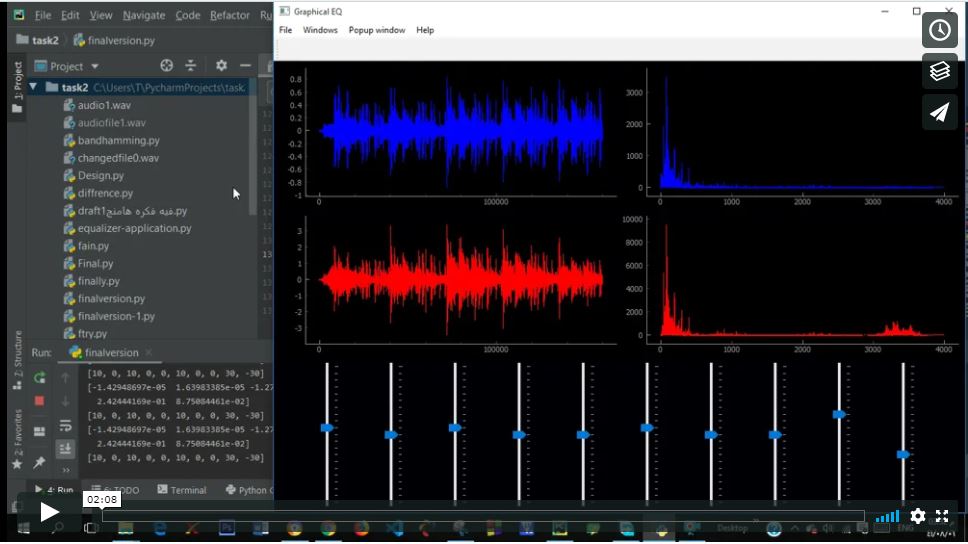 File Edit View Navigate Code Refactor Ru
Graphical EQ
File Windows Popup window Help
task2 finalversion.py
1: Project
Project
task2 C:\Users\T\PycharmProjects\task.
audio1.wav
audiofile1.wav
bandhamming.py
changedfile0.wav
Design.py
diffrence.py
draft1فيه فكره هامنج.py
equalizer-application.py
fain.py
Final.py
finally.py
finalversion.py
finalversion-1.py
ftry.py
0.8
0.6
0.4
0.2
0
-0.2
-0.4
-0.6
-0.8
-1
0 100000
3000
2000
1000
0
0 1000 2000 3000 4000
3
2
1
0
-1
-2
-3
0 100000
10000
8000
6000
4000
2000
0
0 1000 2000 3000 4000
Z: Structure
Favorites
Run: finalversion
[10, 0, 10, 0, 0, 10, 0, 0, 30, -30]
[-1.42948697e-05 1.63983385e-05 -1.27
2.42444169e-01 8.75084461e-02]
[10, 0, 10, 0, 0, 10, 0, 0, 30, -30]
[-1.42948697e-05 1.63983385e-05 -1.27
2.42444169e-01 8.75084461e-02]
[10, 0, 10, 0, 0, 10, 0, 0, 30, -30]
4: Run 6: TODO Terminal Python C
02:08
Desktop
ENG